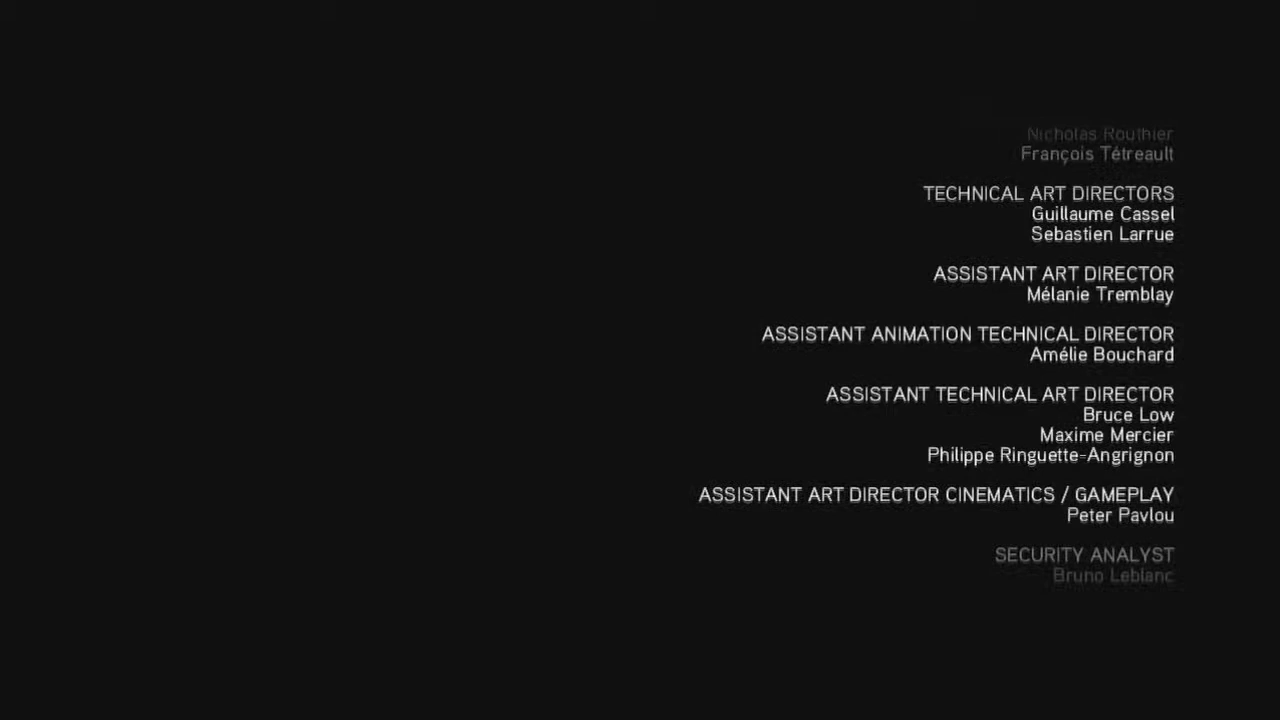 Nicholas Routhier
François Tétreault
TECHNICAL ART DIRECTORS
Guillaume Cassel
Sebastien Larrue
ASSISTANT ART DIRECTOR
Mélanie Tremblay
ASSISTANT ANIMATION TECHNICAL DIRECTOR
Amélie Bouchard
ASSISTANT TECHNICAL ART DIRECTOR
Bruce Low
Maxime Mercier
Philippe Ringuette-Angrignon
ASSISTANT ART DIRECTOR CINEMATICS / GAMEPLAY
Peter Pavlou
SECURITY ANALYST
Bruno Leblanc